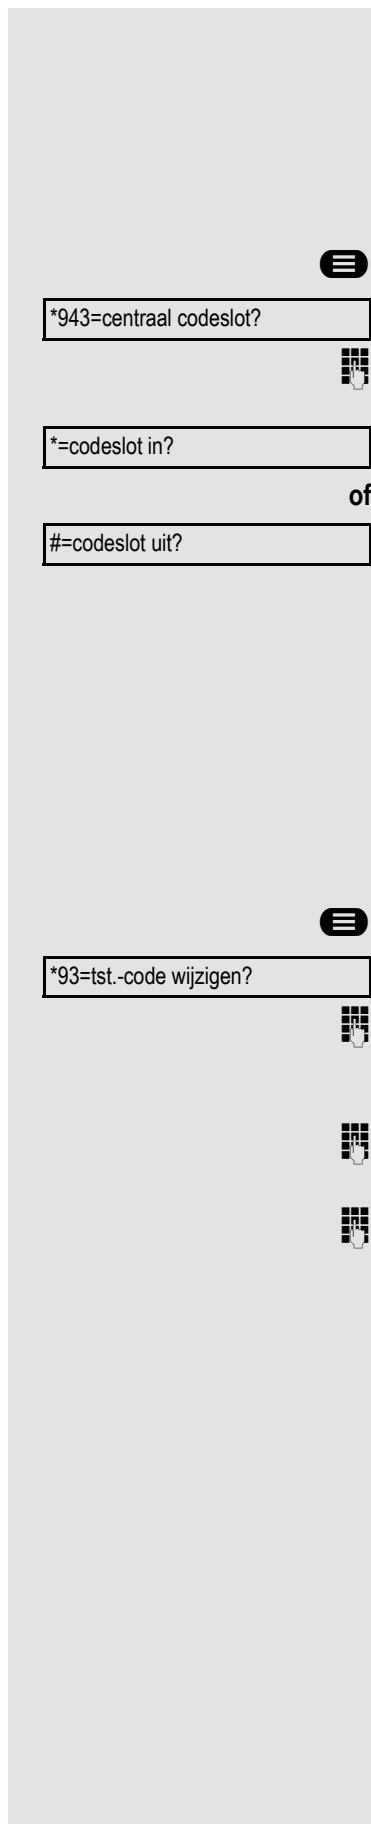 *943=centraal codeslot?
*=codeslot in?
of
#=codeslot uit?
*93=tst.-code wijzigen?